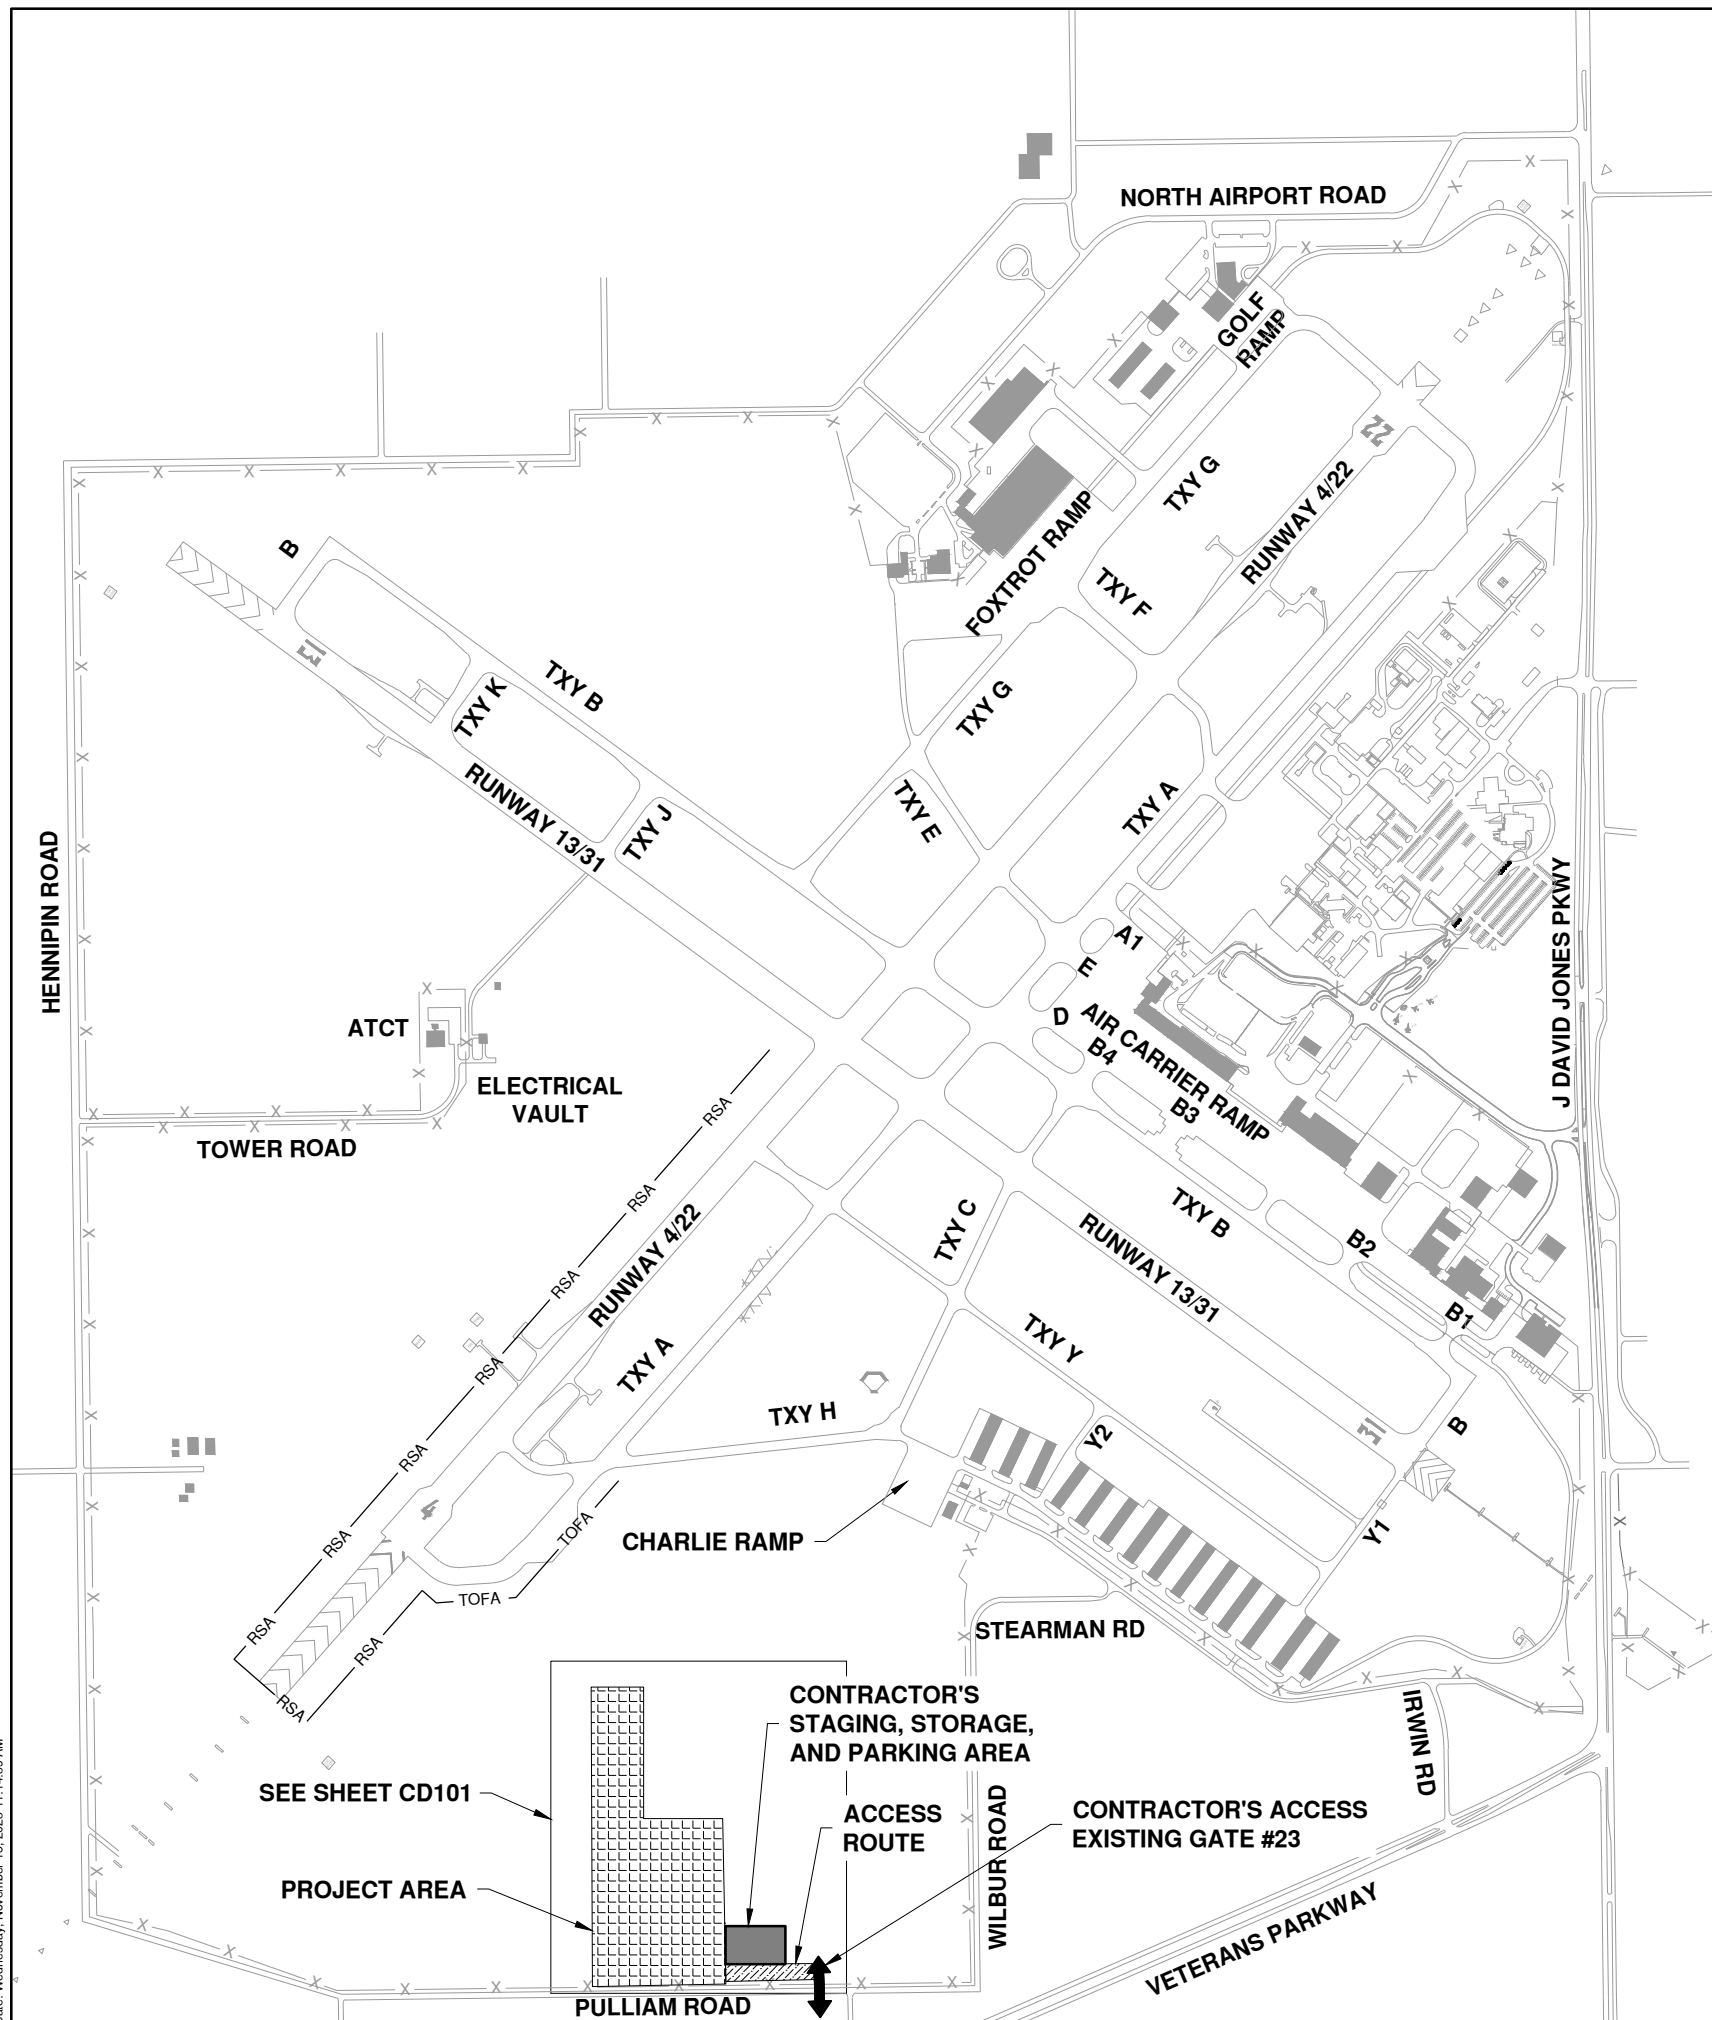 NORTH AIRPORT ROAD
GOLF
RAMP
22
TXY G
RUNWAY 4/22
FOXTROT RAMP
TXY F
B
13
TXY B
TXY K
TXY G
RUNWAY 13/31
TXY J
TXY E
TXY A
HENNIPIN ROAD
J DAVID JONES PKWY
A1
E
D
AIR CARRIER RAMP
B4
B3
ATCT
ELECTRICAL
VAULT
TOWER ROAD
RSA
RSA
RSA
RSA
RSA
RSA
RSA
RSA
RSA
RUNWAY 4/22
TXY C
TXY B
RUNWAY 13/31
B2
B1
TXY A
TXY Y
TXY H
Y2
31
B
Y1
4
TOFA
TOFA
CHARLIE RAMP
STEARMAN RD
IRWIN RD
CONTRACTOR'S
STAGING, STORAGE,
AND PARKING AREA
SEE SHEET CD101
ACCESS
ROUTE
WILBUR ROAD
CONTRACTOR'S ACCESS
EXISTING GATE #23
PROJECT AREA
VETERANS PARKWAY
PULLIAM ROAD